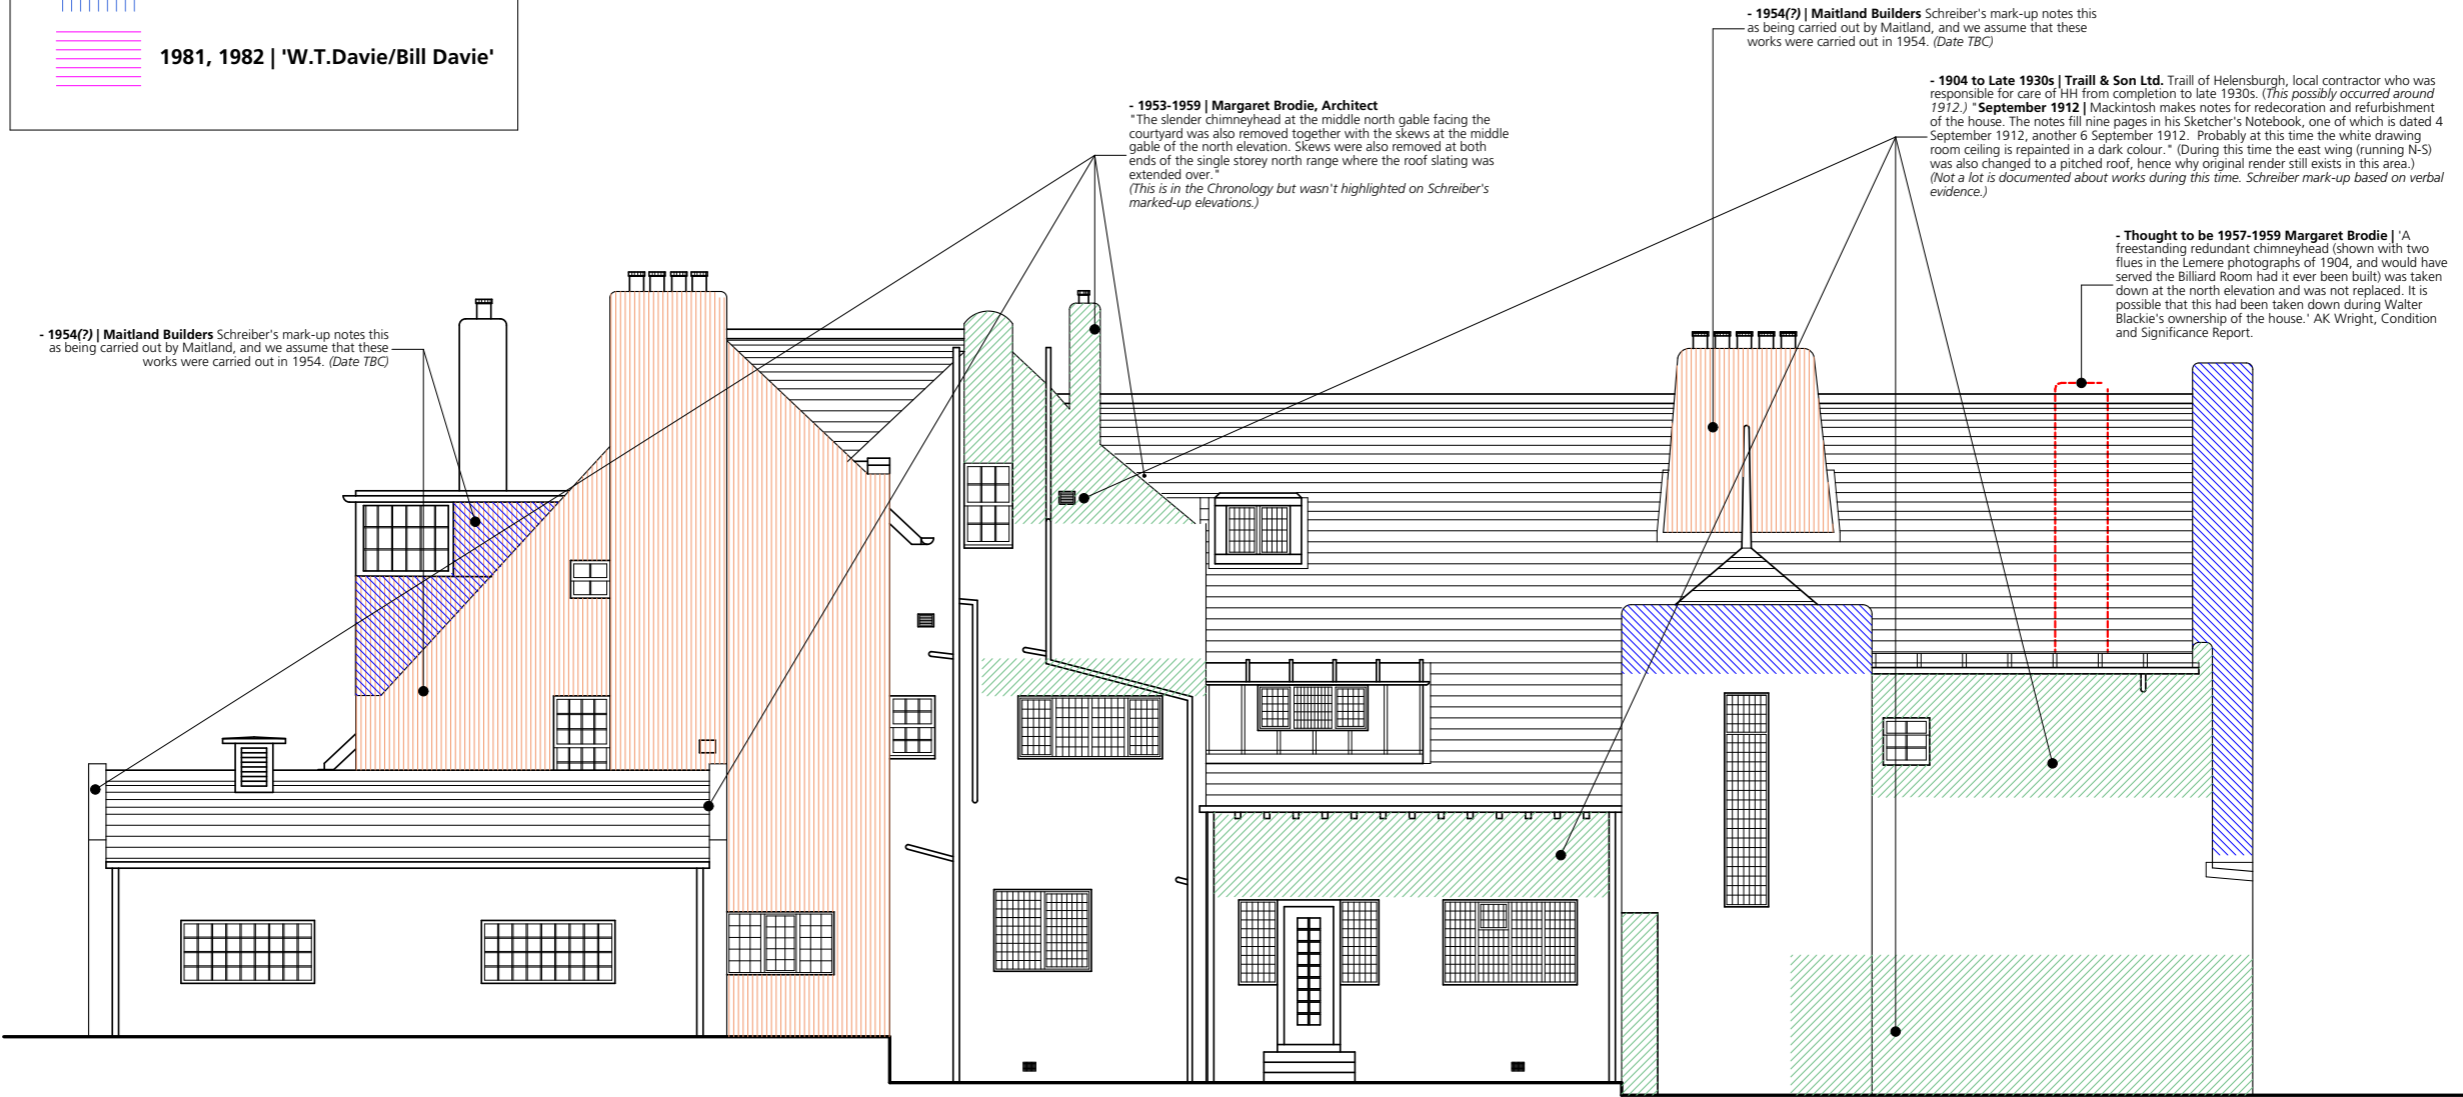 1981, 1982 | 'W.T.Davie/Bill Davie'
- 1954(?) | Maitland Builders Schreiber's mark-up notes this
as being carried out by Maitland, and we assume that these
works were carried out in 1954. (Date TBC)
- 1953-1959 | Margaret Brodie, Architect
"The slender chimneyhead at the middle north gable facing the
courtyard was also removed together with the skews at the middle
gable of the north elevation. Skews were also removed at both
ends of the single storey north range where the roof slating was
extended over."
(This is in the Chronology but wasn't highlighted on Schreiber's
marked-up elevations.)
- 1954(?) | Maitland Builders Schreiber's mark-up notes this
as being carried out by Maitland, and we assume that these
works were carried out in 1954. (Date TBC)
- 1904 to Late 1930s | Traill & Son Ltd. Traill of Helensburgh, local contractor who was
responsible for care of HH from completion to late 1930s. (This possibly occurred around
1912.) "September 1912 | Mackintosh makes notes for redecoration and refurbishment
of the house. The notes fill nine pages in his Sketcher's Notebook, one of which is dated 4
September 1912, another 6 September 1912. Probably at this time the white drawing
room ceiling is repainted in a dark colour." (During this time the east wing (running N-S)
was also changed to a pitched roof, hence why original render still exists in this area.)
(Not a lot is documented about works during this time. Schreiber mark-up based on verbal
evidence.)
- Thought to be 1957-1959 Margaret Brodie | 'A
freestanding redundant chimneyhead (shown with two
flues in the Lemere photographs of 1904, and would have
served the Billiard Room had it ever been built) was taken
down at the north elevation and was not replaced. It is
possible that this had been taken down during Walter
Blackie's ownership of the house.' AK Wright, Condition
and Significance Report.